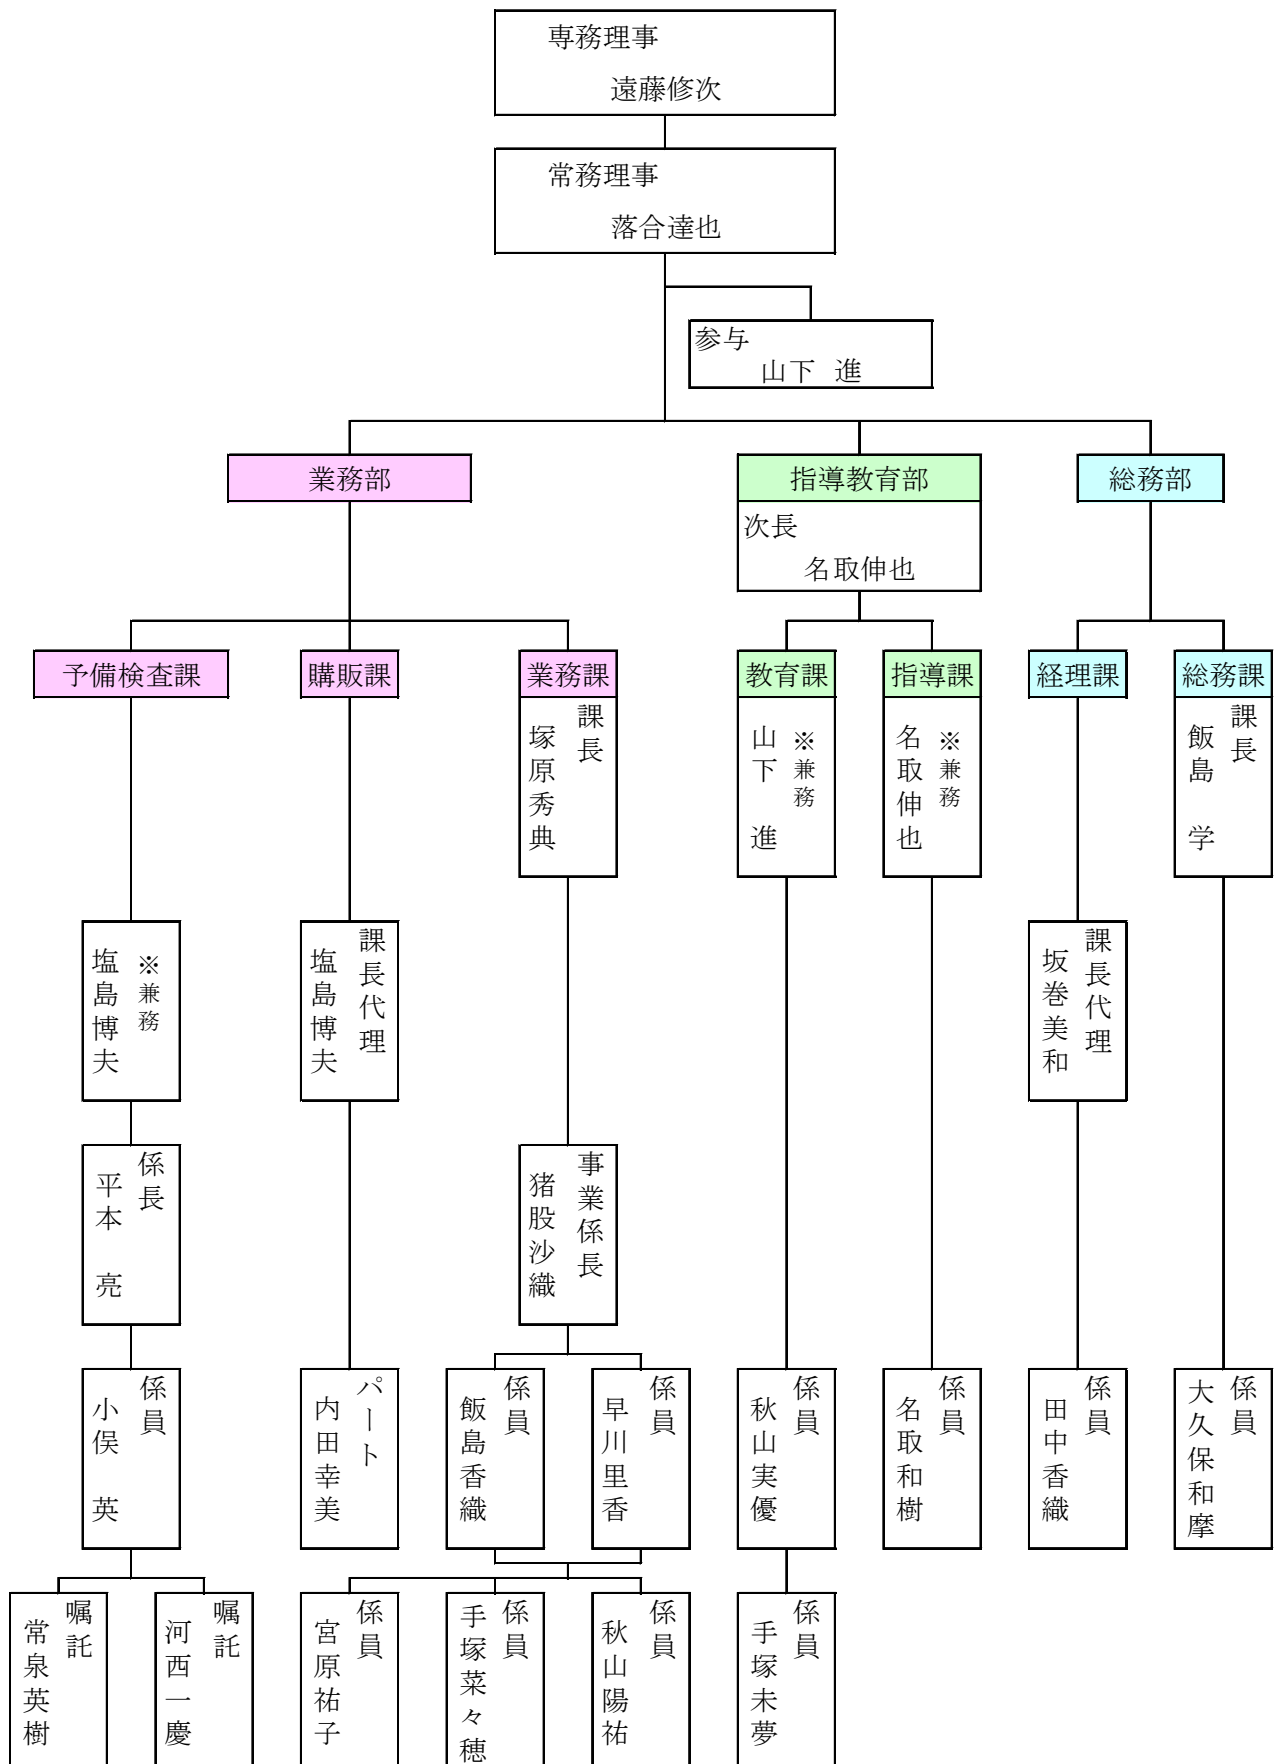 専務理事
遠藤修次
常務理事
落合達也
参与
山下 進
業務部
指導教育部
総務部
次長
名取伸也
予備検査課
購販課
業務課
教育課
指導課
経理課
総務課
課長
塚原秀典
※兼務
山下 進
※兼務
名取伸也
課長
飯島 学
※兼務
塩島博夫
課長代理
塩島博夫
課長代理
坂巻美和
係長
平本 亮
事業係長
猪股沙織
係員
小俣 英
パート
内田幸美
係員
飯島香織
係員
早川里香
係員
秋山実優
係員
名取和樹
係員
田中香織
係員
大久保和摩
嘱託
常泉英樹
嘱託
河西一慶
係員
宮原祐子
係員
手塚菜々穂
係員
秋山陽祐
係員
手塚未夢